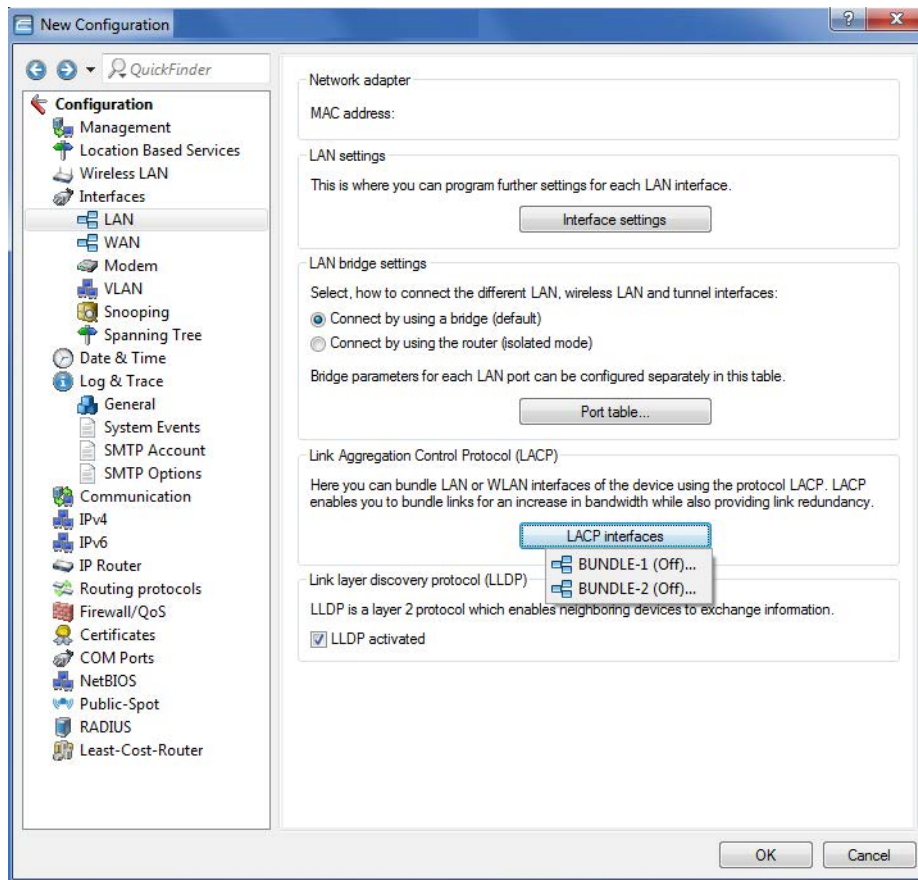 New Configuration
QuickFinder
Configuration
Management
Location Based Services
Wireless LAN
Interfaces
LAN
WAN
Modem
VLAN
Snooping
Spanning Tree
Date & Time
Log & Trace
General
System Events
SMTP Account
SMTP Options
Communication
IPv4
IPv6
IP Router
Routing protocols
Firewall/QoS
Certificates
COM Ports
NetBIOS
Public-Spot
RADIUS
Least-Cost-Router
Network adapter
MAC address:
LAN settings
This is where you can program further settings for each LAN interface.
Interface settings
LAN bridge settings
Select, how to connect the different LAN, wireless LAN and tunnel interfaces:
Connect by using a bridge (default)
Connect by using the router (isolated mode)
Bridge parameters for each LAN port can be configured separately in this table.
Port table...
Link Aggregation Control Protocol (LACP)
Here you can bundle LAN or WLAN interfaces of the device using the protocol LACP. LACP
enables you to bundle links for an increase in bandwidth while also providing link redundancy.
LACP interfaces
BUNDLE-1 (Off)...
BUNDLE-2 (Off)...
Link layer discovery protocol (LLDP)
LLDP is a layer 2 protocol which enables neighboring devices to exchange information.
LLDP activated
OK
Cancel